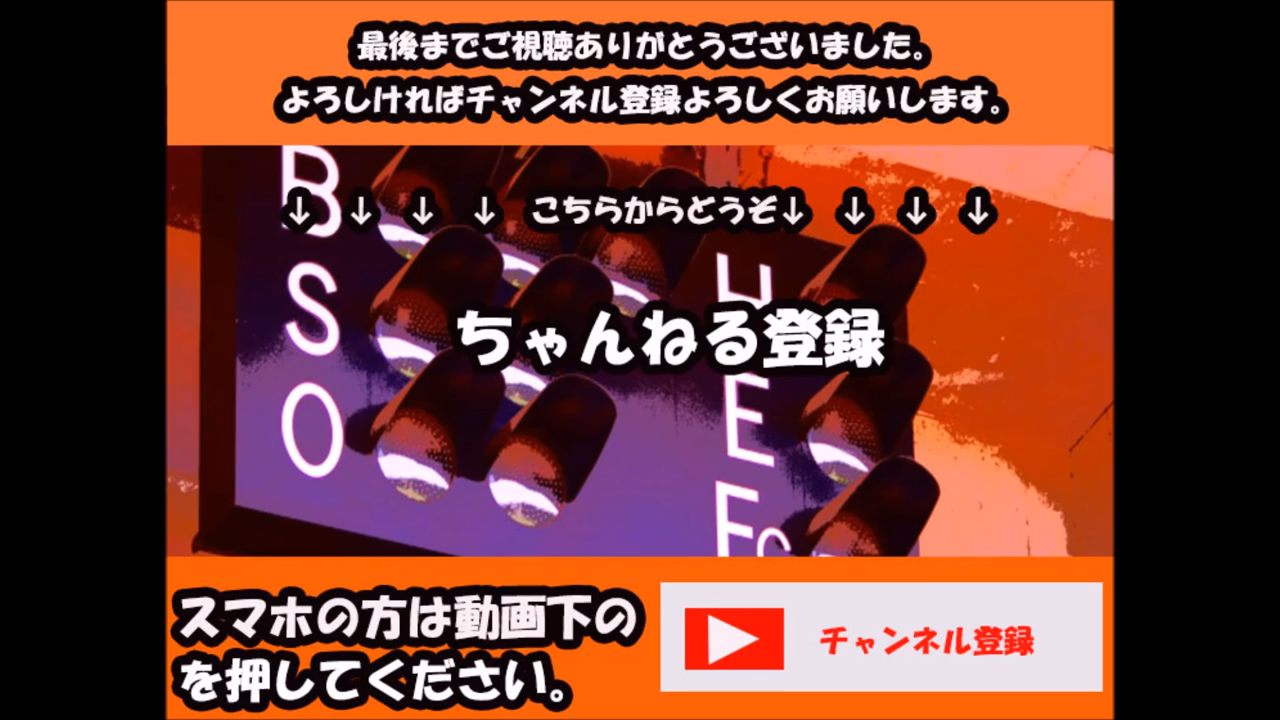 最後までご視聴ありがとうございました。
よろしければチャンネル登録よろしくお願いします。
↓ ↓ ↓ ↓ こちらからどうぞ↓ ↓ ↓ ↓
B
S
O
H
E
F
ちゃんねる登録
スマホの方は動画下の
を押してください。
チャンネル登録